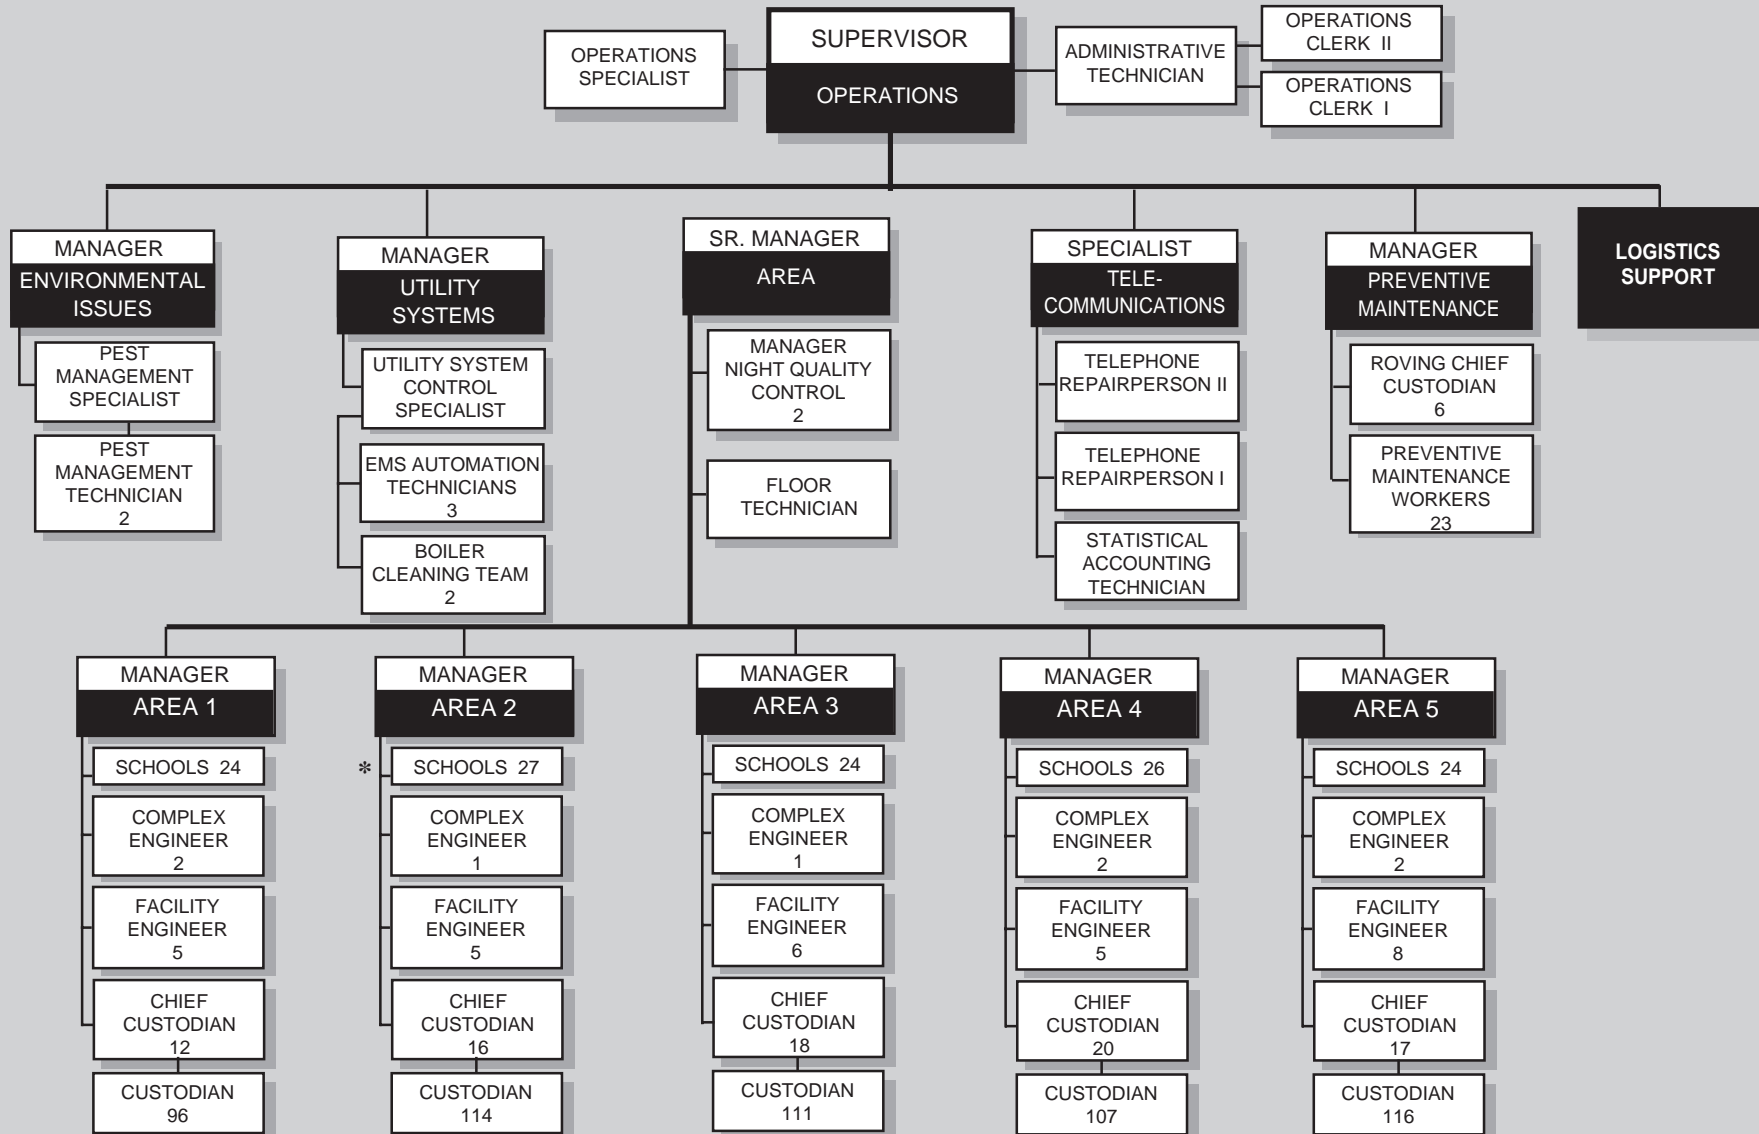 OPERATIONS
SPECIALIST
SUPERVISOR
OPERATIONS
ADMINISTRATIVE
TECHNICIAN
OPERATIONS
CLERK II
OPERATIONS
CLERK I
MANAGER
ENVIRONMENTAL
ISSUES
PEST
MANAGEMENT
SPECIALIST
PEST
MANAGEMENT
TECHNICIAN
2
MANAGER
UTILITY
SYSTEMS
UTILITY SYSTEM
CONTROL
SPECIALIST
EMS AUTOMATION
TECHNICIANS
3
BOILER
CLEANING TEAM
2
SR. MANAGER
AREA
MANAGER
NIGHT QUALITY
CONTROL
2
FLOOR
TECHNICIAN
SPECIALIST
TELE-
COMMUNICATIONS
TELEPHONE
REPAIRPERSON II
TELEPHONE
REPAIRPERSON I
STATISTICAL
ACCOUNTING
TECHNICIAN
MANAGER
PREVENTIVE
MAINTENANCE
ROVING CHIEF
CUSTODIAN
6
PREVENTIVE
MAINTENANCE
WORKERS
23
LOGISTICS
SUPPORT
MANAGER
AREA 1
SCHOOLS 24
COMPLEX
ENGINEER
2
FACILITY
ENGINEER
5
CHIEF
CUSTODIAN
12
CUSTODIAN
96
MANAGER
AREA 2
* SCHOOLS 27
COMPLEX
ENGINEER
1
FACILITY
ENGINEER
5
CHIEF
CUSTODIAN
16
CUSTODIAN
114
MANAGER
AREA 3
SCHOOLS 24
COMPLEX
ENGINEER
1
FACILITY
ENGINEER
6
CHIEF
CUSTODIAN
18
CUSTODIAN
111
MANAGER
AREA 4
SCHOOLS 26
COMPLEX
ENGINEER
2
FACILITY
ENGINEER
5
CHIEF
CUSTODIAN
20
CUSTODIAN
107
MANAGER
AREA 5
SCHOOLS 24
COMPLEX
ENGINEER
2
FACILITY
ENGINEER
8
CHIEF
CUSTODIAN
17
CUSTODIAN
116